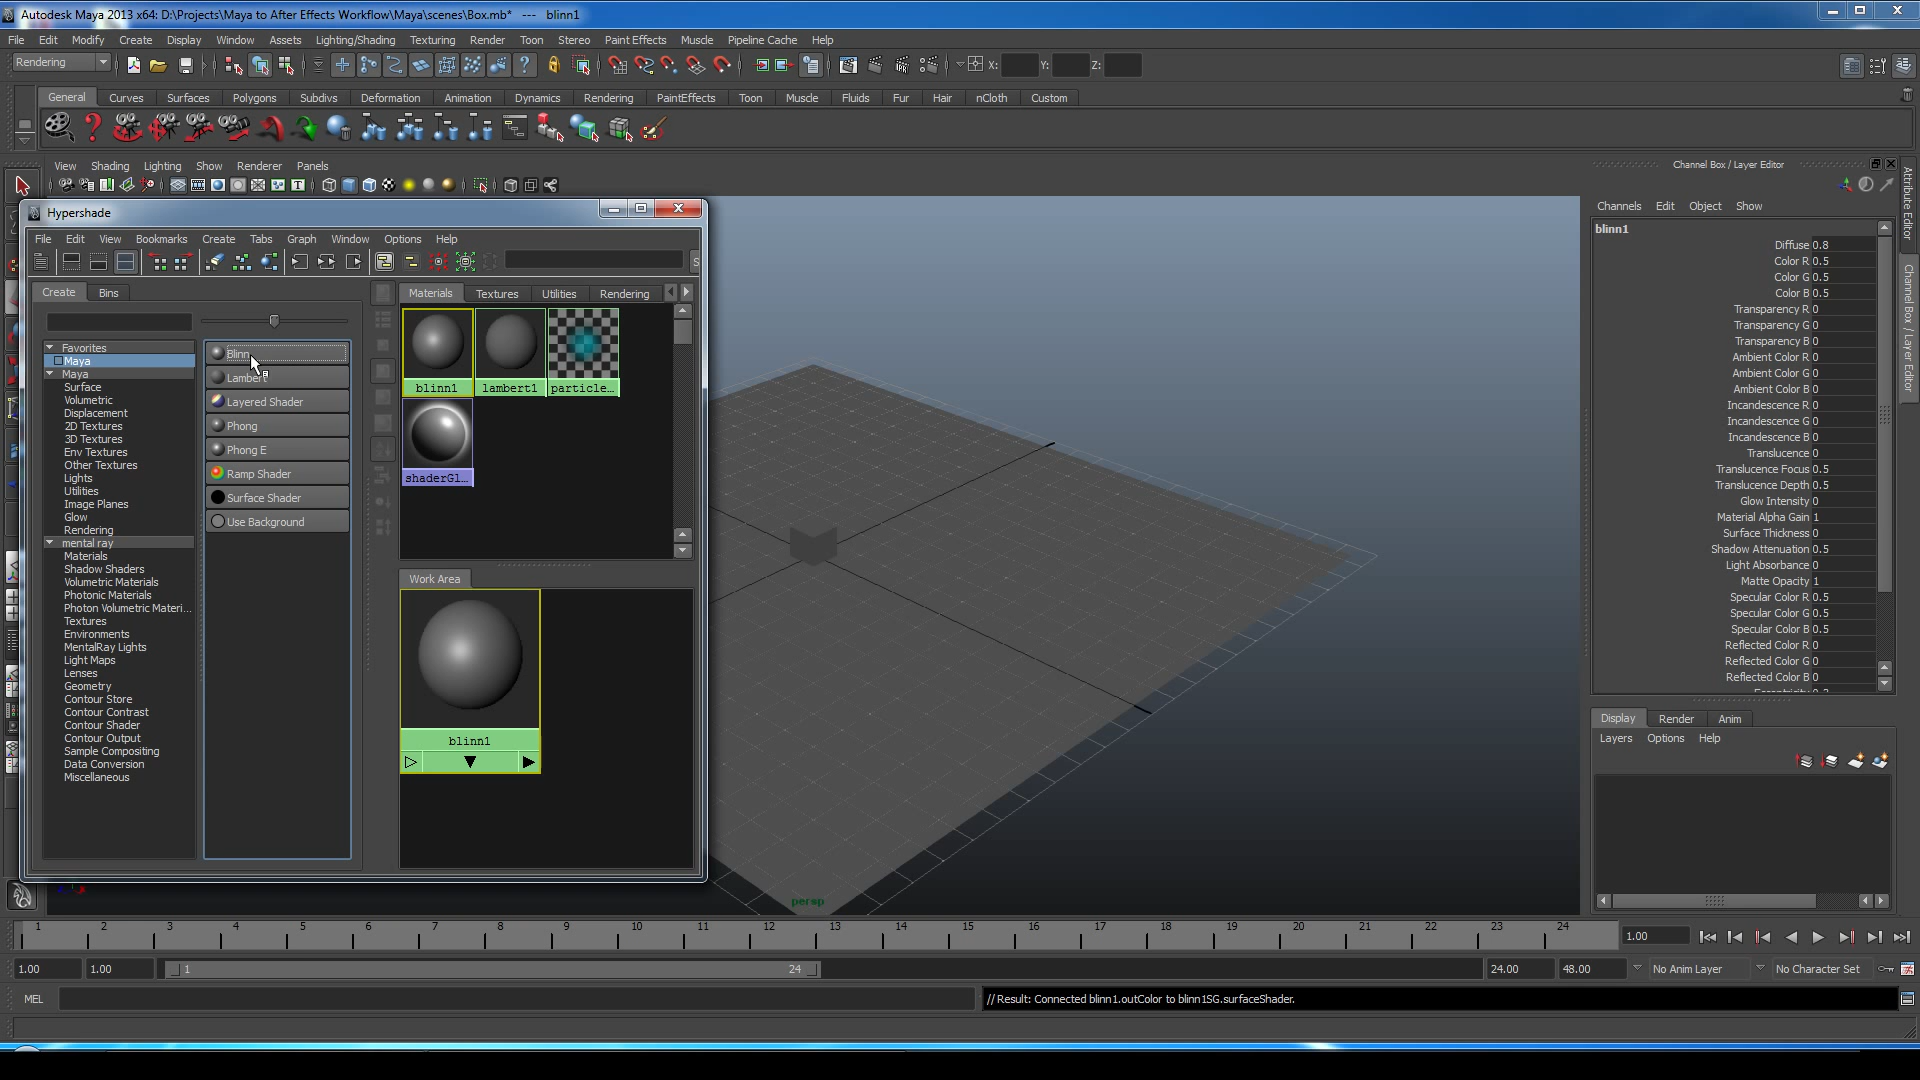 Autodesk Maya 2013 x64: D:\Projects\Maya to After Effects Workflow\Maya\scenes\Box.mb* --- blinn1
File Edit Modify Create Display Window Assets Lighting/Shading Texturing Render Toon Stereo Paint Effects Muscle Pipeline Cache Help
Rendering X: Y: Z:
General Curves Surfaces Polygons Subdivs Deformation Animation Dynamics Rendering PaintEffects Toon Muscle Fluids Fur Hair nCloth Custom
View Shading Lighting Show Renderer Panels
Hypershade
File Edit View Bookmarks Create Tabs Graph Window Options Help
Create Bins
Favorites
Maya
Maya
Surface
Volumetric
Displacement
2D Textures
3D Textures
Env Textures
Other Textures
Lights
Utilities
Image Planes
Glow
Rendering
mental ray
Materials
Shadow Shaders
Volumetric Materials
Photonic Materials
Photon Volumetric Materi...
Textures
Environments
MentalRay Lights
Light Maps
Lenses
Geometry
Contour Store
Contour Contrast
Contour Shader
Contour Output
Sample Compositing
Data Conversion
Miscellaneous
Blinn
Lambert
Layered Shader
Phong
Phong E
Ramp Shader
Surface Shader
Use Background
Materials Textures Utilities Rendering
blinn1 lambert1 particle...
shaderGl...
Work Area
blinn1
persp
Channel Box / Layer Editor
Channels Edit Object Show
blinn1
Diffuse 0.8
Color R 0.5
Color G 0.5
Color B 0.5
Transparency R 0
Transparency G 0
Transparency B 0
Ambient Color R 0
Ambient Color G 0
Ambient Color B 0
Incandescence R 0
Incandescence G 0
Incandescence B 0
Translucence 0
Translucence Focus 0.5
Translucence Depth 0.5
Glow Intensity 0
Material Alpha Gain 1
Surface Thickness 0
Shadow Attenuation 0.5
Light Absorbance 0
Matte Opacity 1
Specular Color R 0.5
Specular Color G 0.5
Specular Color B 0.5
Reflected Color R 0
Reflected Color G 0
Reflected Color B 0
Display Render Anim
Layers Options Help
Attribute Editor
Channel Box / Layer Editor
1 2 3 4 5 6 7 8 9 10 11 12 13 14 15 16 17 18 19 20 21 22 23 24 1.00
1.00 1.00 1 24 24.00 48.00 No Anim Layer No Character Set
MEL // Result: Connected blinn1.outColor to blinn1SG.surfaceShader.